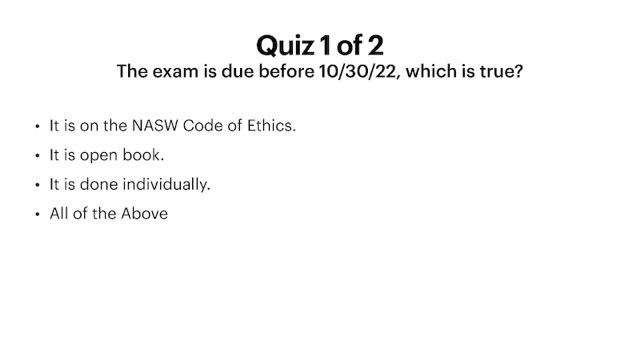 Quiz 1 of 2
The exam is due before 10/30/22, which is true?
• It is on the NASW Code of Ethics.
• It is open book.
• It is done individually.
• All of the Above